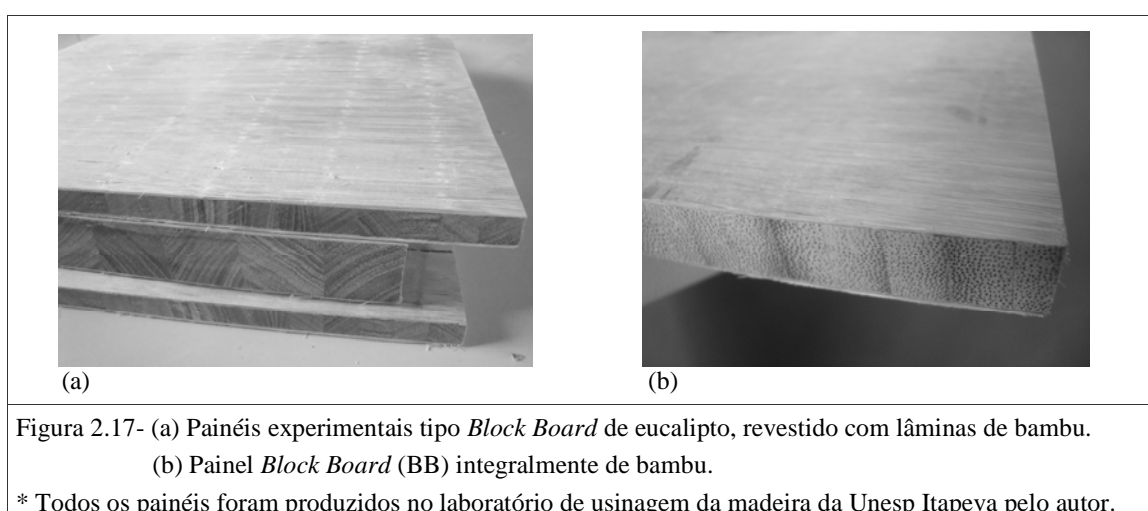 (a)
(b)
Figura 2.17- (a) Painéis experimentais tipo Block Board de eucalipto, revestido com lâminas de bambu.
(b) Painel Block Board (BB) integralmente de bambu.
* Todos os painéis foram produzidos no laboratório de usinagem da madeira da Unesp Itapeva pelo autor.